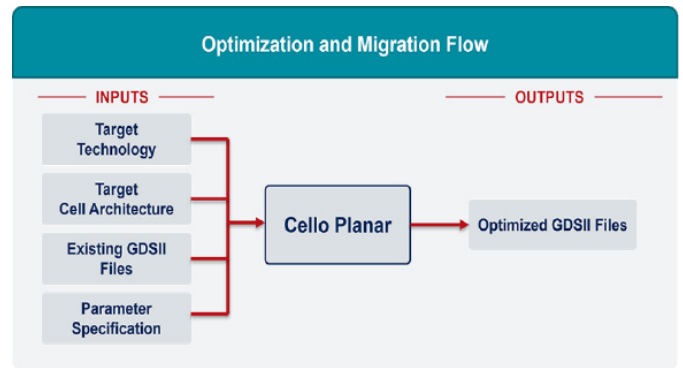 Optimization and Migration Flow
INPUTS
OUTPUTS
Target
Technology
Target
Cell Architecture
Existing GDSII
Files
Parameter
Specification
Cello Planar
Optimized GDSII Files